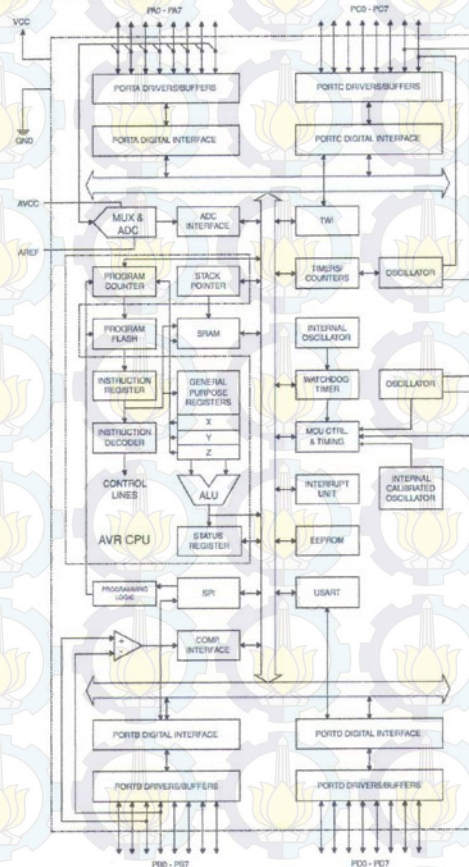 PA0 - PA7
PC0 - PC7
VCC
PORTA DRIVERS/BUFFERS
PORTC DRIVERS/BUFFERS
GND
PORTA DIGITAL INTERFACE
PORTC DIGITAL INTERFACE
AVCC
MUX &
ADC
ADC
INTERFACE
TWI
AREF
PROGRAM
COUNTER
STACK
POINTER
TIMERS/
COUNTERS
OSCILLATOR
PROGRAM
FLASH
SRAM
INTERNAL
OSCILLATOR
INSTRUCTION
REGISTER
GENERAL
PURPOSE
REGISTERS
WATCHDOG
TIMER
OSCILLATOR
X
INSTRUCTION
DECODER
Y
MCU CTRL.
& TIMING
Z
CONTROL
LINES
ALU
INTERRUPT
UNIT
INTERNAL
CALIBRATED
OSCILLATOR
AVR CPU
STATUS
REGISTER
EEPROM
PROGRAMMING
LOGIC
SPI
USART
+
-
COMP.
INTERFACE
PORTB DIGITAL INTERFACE
PORTD DIGITAL INTERFACE
PORTB DRIVERS/BUFFERS
PORTD DRIVERS/BUFFERS
PB0 - PB7
PD0 - PD7